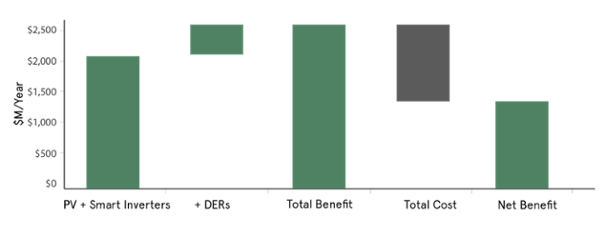 $M/Year
$2,500
$2,000
$1,500
$1,000
$500
$0
PV + Smart Inverters
+ DERs
Total Benefit
Total Cost
Net Benefit